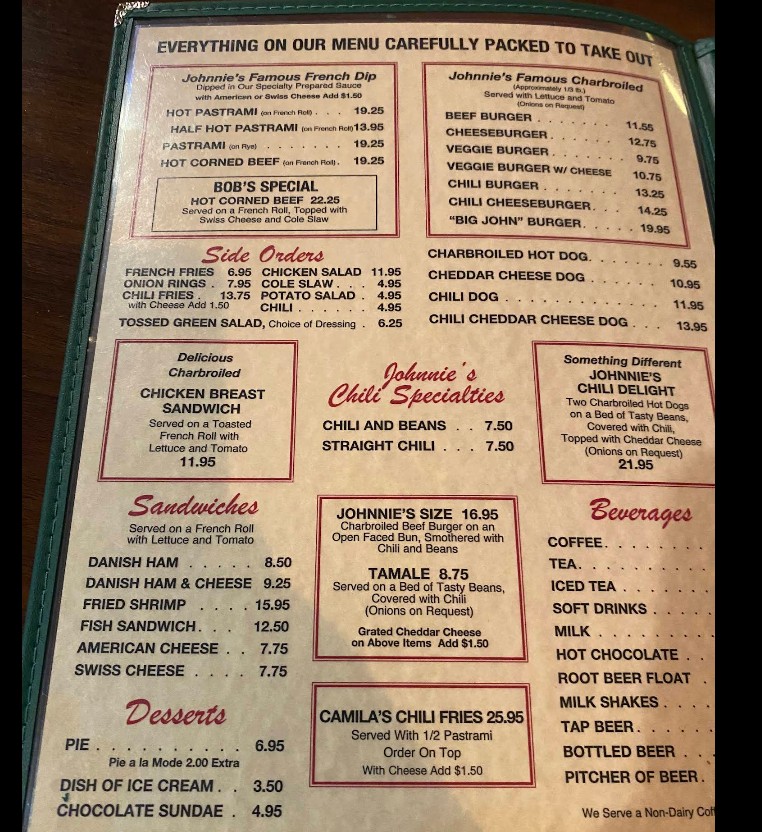 EVERYTHING ON OUR MENU CAREFULLY PACKED TO TAKE OUT
Johnnie's Famous French Dip
Dipped in Our Specialty Prepared Sauce
with American or Swiss Cheese Add $1.50
HOT PASTRAMI (on French Roll) . . . 19.25
HALF HOT PASTRAMI (on French Roll) 13.95
PASTRAMI (on Rye) . . . . . . . . 19.25
HOT CORNED BEEF (on French Roll) . 19.25
BOB'S SPECIAL
HOT CORNED BEEF 22.25
Served on a French Roll, Topped with
Swiss Cheese and Cole Slaw
Johnnie's Famous Charbroiled
(Approximately 1/3 lb.)
Served with Lettuce and Tomato
(Onions on Request)
BEEF BURGER . . . . . . . . 11.55
CHEESEBURGER . . . . . . . 12.75
VEGGIE BURGER . . . . . . . 9.75
VEGGIE BURGER W/ CHEESE 10.75
CHILI BURGER . . . . . . . . 13.25
CHILI CHEESEBURGER . . . 14.25
"BIG JOHN" BURGER . . . . . 19.95
Side Orders
FRENCH FRIES 6.95
ONION RINGS . 7.95
CHILI FRIES . 13.75
with Cheese Add 1.50
CHICKEN SALAD 11.95
COLE SLAW . . . 4.95
POTATO SALAD . 4.95
CHILI . . . . . 4.95
TOSSED GREEN SALAD, Choice of Dressing . 6.25
CHARBROILED HOT DOG . . . . . . 9.55
CHEDDAR CHEESE DOG . . . . . . 10.95
CHILI DOG . . . . . . . . . . . . 11.95
CHILI CHEDDAR CHEESE DOG . . . 13.95
Delicious
Charbroiled
CHICKEN BREAST
SANDWICH
Served on a Toasted
French Roll with
Lettuce and Tomato
11.95
Johnnie's
Chili Specialties
CHILI AND BEANS . . 7.50
STRAIGHT CHILI . . . 7.50
Something Different
JOHNNIE'S
CHILI DELIGHT
Two Charbroiled Hot Dogs
on a Bed of Tasty Beans,
Covered with Chili,
Topped with Cheddar Cheese
(Onions on Request)
21.95
Sandwiches
Served on a French Roll
with Lettuce and Tomato
DANISH HAM . . . . . 8.50
DANISH HAM & CHEESE 9.25
FRIED SHRIMP . . . . 15.95
FISH SANDWICH . . . 12.50
AMERICAN CHEESE . . 7.75
SWISS CHEESE . . . . 7.75
JOHNNIE'S SIZE 16.95
Charbroiled Beef Burger on an
Open Faced Bun, Smothered with
Chili and Beans
TAMALE 8.75
Served on a Bed of Tasty Beans,
Covered with Chili
(Onions on Request)
Grated Cheddar Cheese
on Above Items Add $1.50
Beverages
COFFEE . . . . . . . .
TEA . . . . . . . . . .
ICED TEA . . . . . . .
SOFT DRINKS . . . .
MILK . . . . . . . . .
HOT CHOCOLATE . .
ROOT BEER FLOAT .
MILK SHAKES . . . .
TAP BEER . . . . . .
BOTTLED BEER . . .
PITCHER OF BEER .
We Serve a Non-Dairy
Desserts
PIE . . . . . . . . . . 6.95
Pie a la Mode 2.00 Extra
DISH OF ICE CREAM . . 3.50
CHOCOLATE SUNDAE . 4.95
CAMILA'S CHILI FRIES 25.95
Served With 1/2 Pastrami
Order On Top
With Cheese Add $1.50